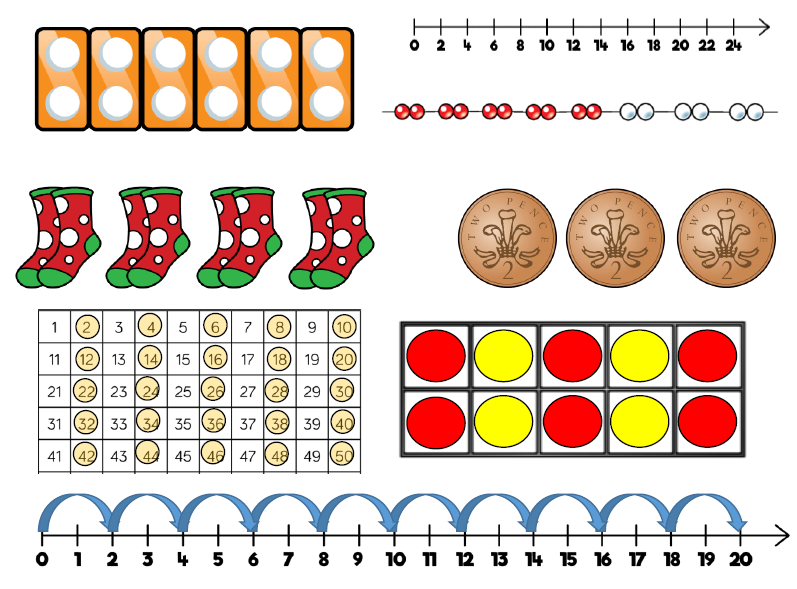 0 2 4 6 8 10 12 14 16 18 20 22 24
TWO PENCE 2
TWO PENCE 2
TWO PENCE 2
1 2 3 4 5 6 7 8 9 10
11 12 13 14 15 16 17 18 19 20
21 22 23 24 25 26 27 28 29 30
31 32 33 34 35 36 37 38 39 40
41 42 43 44 45 46 47 48 49 50
0 1 2 3 4 5 6 7 8 9 10 11 12 13 14 15 16 17 18 19 20